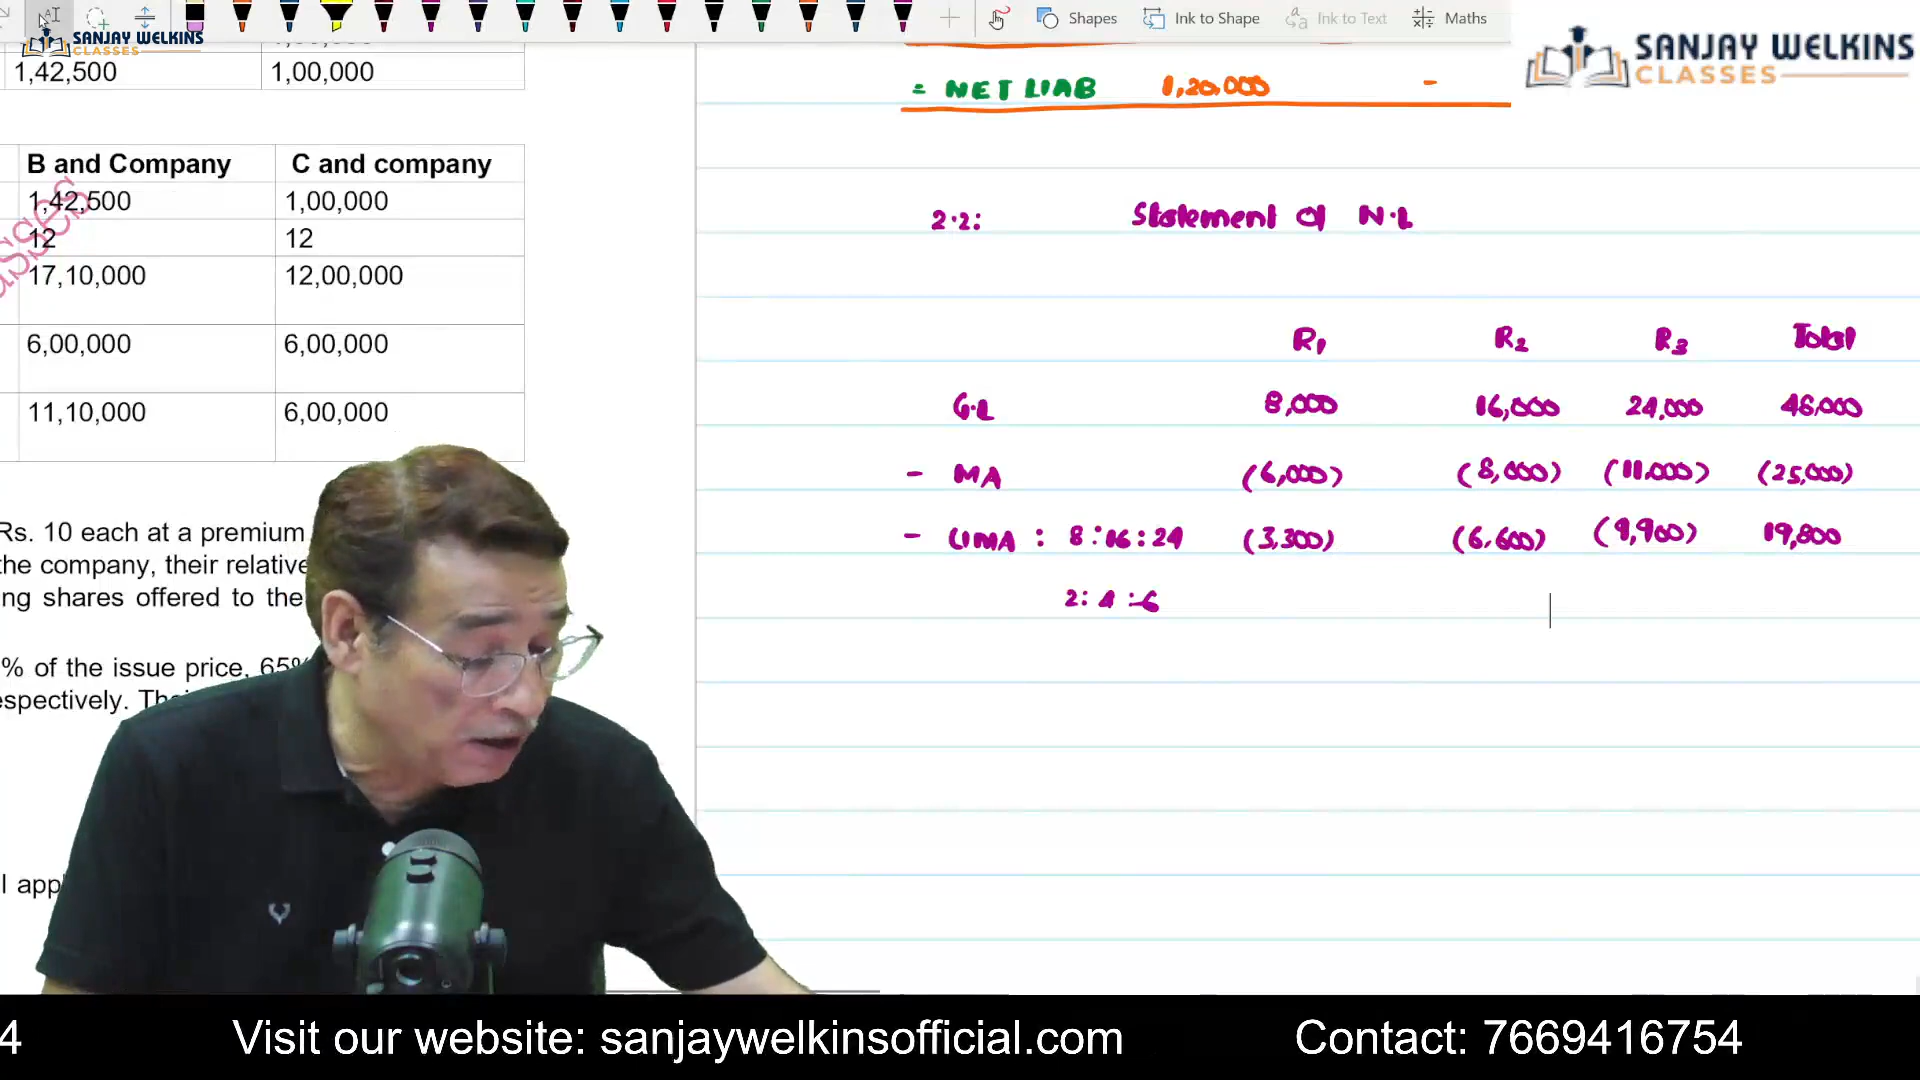 Shapes Ink to Shape Ink to Text Maths
SANJAY WELKINS
CLASSES
SANJAY WELKINS
CLASSES
1,42,500 1,00,000
= NET LIAB 1,20,000 -
B and Company C and company
1,42,500 1,00,000
12 12
17,10,000 12,00,000
6,00,000 6,00,000
11,10,000 6,00,000
Rs. 10 each at a premium
the company, their relative
ng shares offered to the
% of the issue price, 65%
espectively.
l app
2.2: Statement of N.L
R1 R2 R3 Total
G.L 8,000 16,000 24,000 48,000
- MA (6,000) (8,000) (11,000) (25,000)
- UMA : 8:16:24 (3,300) (6,600) (9,900) 19,800
2:4:6
4 Visit our website: sanjaywelkinsofficial.com Contact: 7669416754